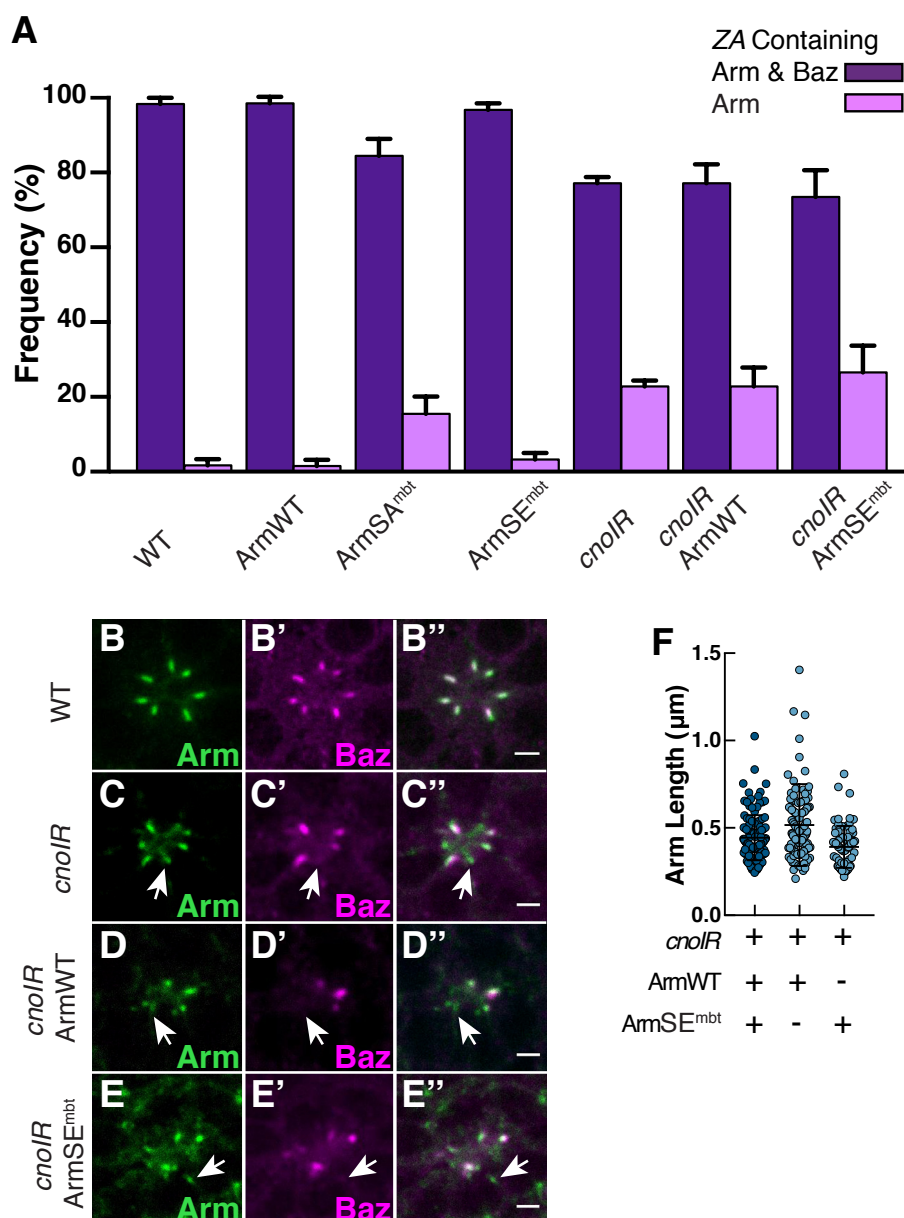 A
ZA Containing
Arm & Baz
Arm
Frequency (%)
100
80
60
40
20
0
WT
ArmWT
ArmSAmbt
ArmSEmbt
cnoIR
cnoIR
ArmWT
cnoIR
ArmSEmbt
WT
B
Arm
B'
Baz
B''
cnoIR
C
Arm
C'
Baz
C''
cnoIR
ArmWT
D
Arm
D'
Baz
D''
cnoIR
ArmSEmbt
E
Arm
E'
Baz
E''
F
Arm Length (μm)
1.5
1.0
0.5
0.0
cnoIR + + +
ArmWT + + -
ArmSEmbt + - +